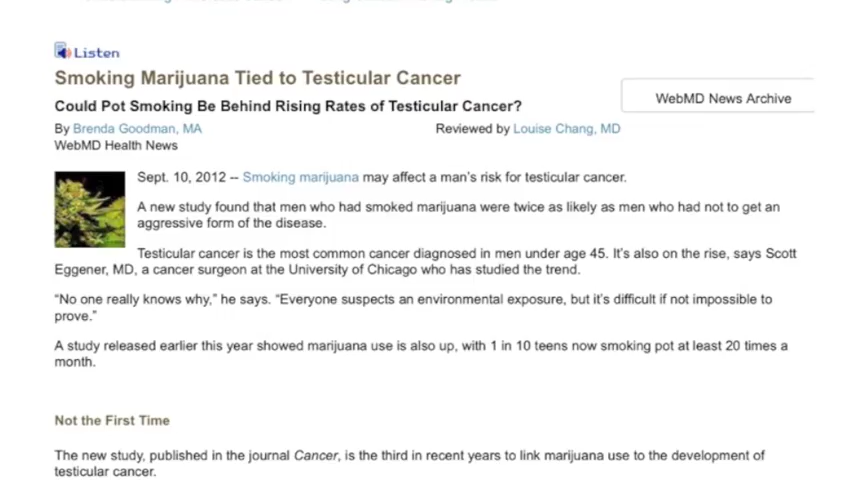 Listen
Smoking Marijuana Tied to Testicular Cancer
Could Pot Smoking Be Behind Rising Rates of Testicular Cancer?
WebMD News Archive
By Brenda Goodman, MA Reviewed by Louise Chang, MD
WebMD Health News
Sept. 10, 2012 -- Smoking marijuana may affect a man's risk for testicular cancer.
A new study found that men who had smoked marijuana were twice as likely as men who had not to get an
aggressive form of the disease.
Testicular cancer is the most common cancer diagnosed in men under age 45. It's also on the rise, says Scott
Eggener, MD, a cancer surgeon at the University of Chicago who has studied the trend.
“No one really knows why,” he says. “Everyone suspects an environmental exposure, but it's difficult if not impossible to
prove.”
A study released earlier this year showed marijuana use is also up, with 1 in 10 teens now smoking pot at least 20 times a
month.
Not the First Time
The new study, published in the journal Cancer, is the third in recent years to link marijuana use to the development of
testicular cancer.